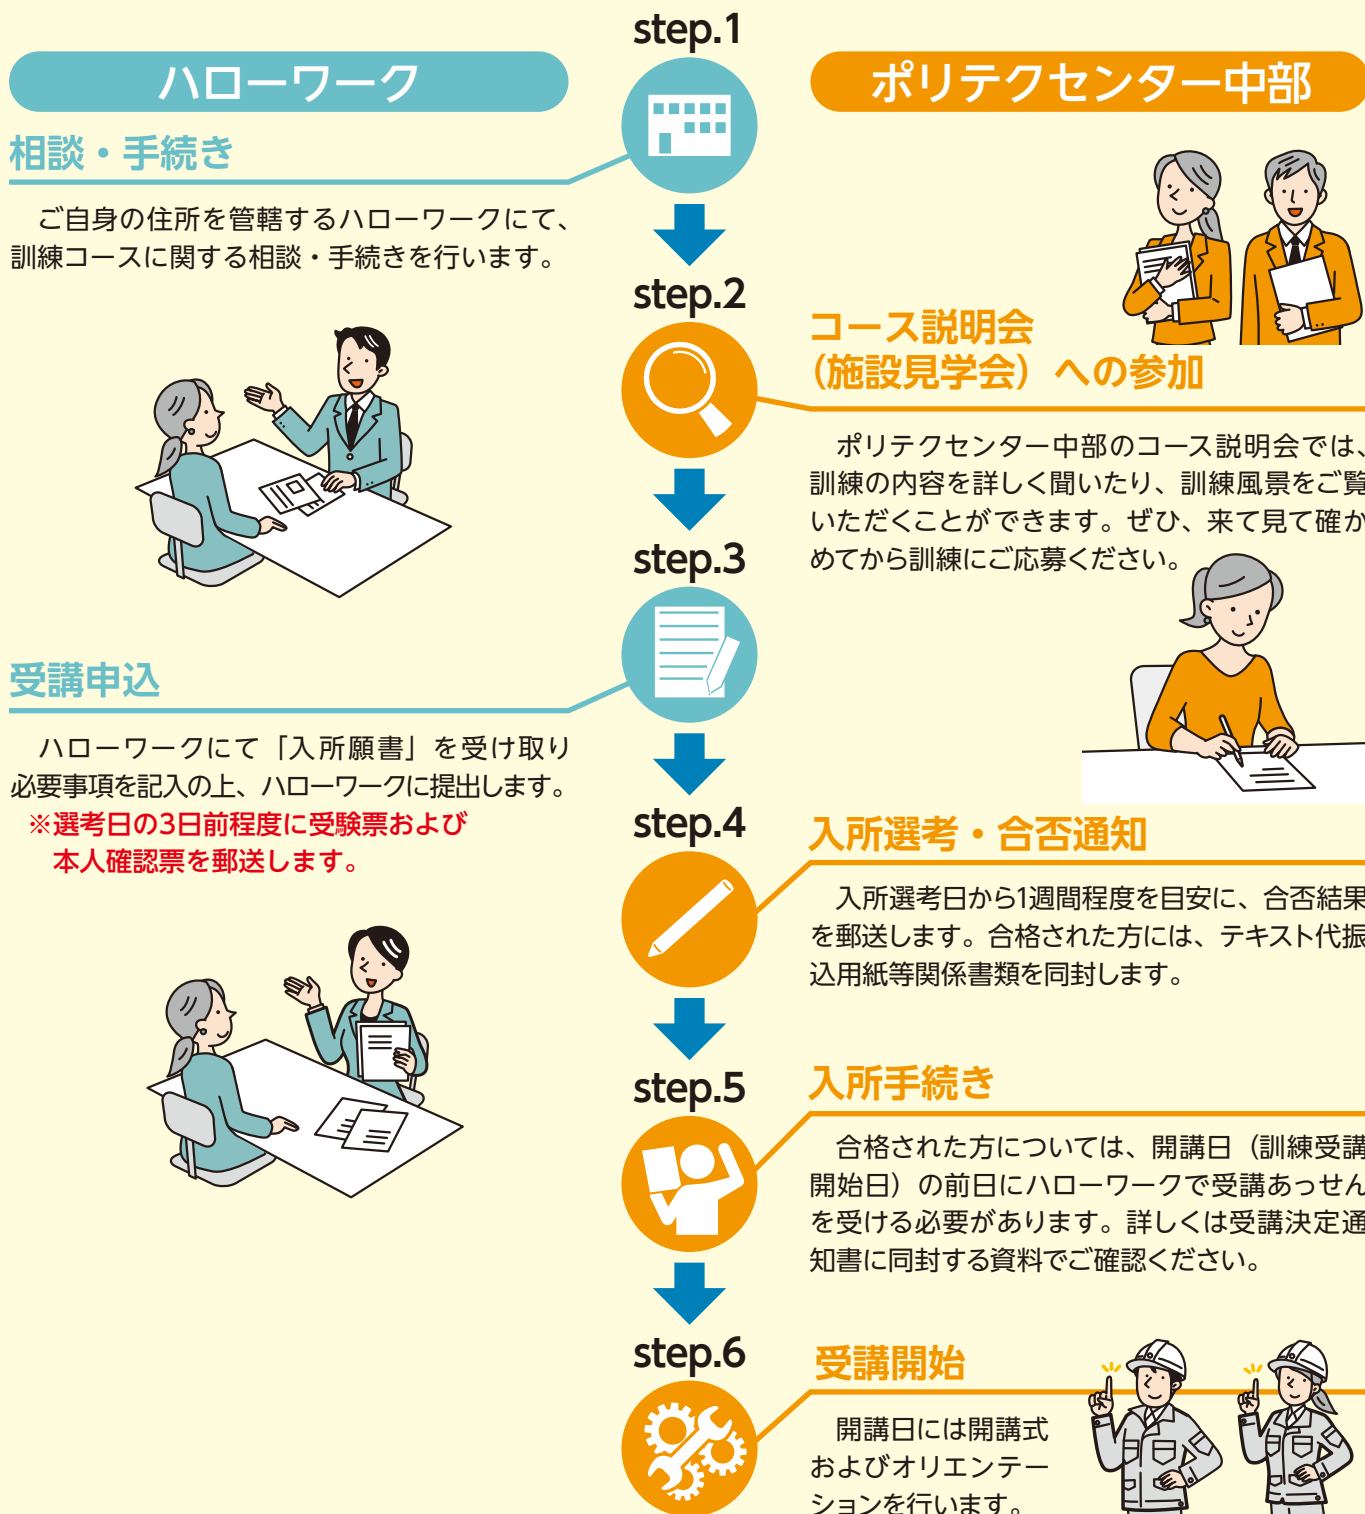 step.1
ハローワーク
ポリテクセンター中部
相談・手続き
ご自身の住所を管轄するハローワークにて、
訓練コースに関する相談・手続きを行います。
step.2
コース説明会
（施設見学会）への参加
ポリテクセンター中部のコース説明会では、
訓練の内容を詳しく聞いたり、訓練風景をご覧
いただくことができます。ぜひ、来て見て確か
めてから訓練にご応募ください。
step.3
受講申込
ハローワークにて「入所願書」を受け取り
必要事項を記入の上、ハローワークに提出します。
※選考日の3日前程度に受験票および
本人確認票を郵送します。
step.4
入所選考・合否通知
入所選考日から1週間程度を目安に、合否結果
を郵送します。合格された方には、テキスト代振
込用紙等関係書類を同封します。
step.5
入所手続き
合格された方については、開講日（訓練受講
開始日）の前日にハローワークで受講あっせん
を受ける必要があります。詳しくは受講決定通
知書に同封する資料でご確認ください。
step.6
受講開始
開講日には開講式
およびオリエンテー
ションを行います。